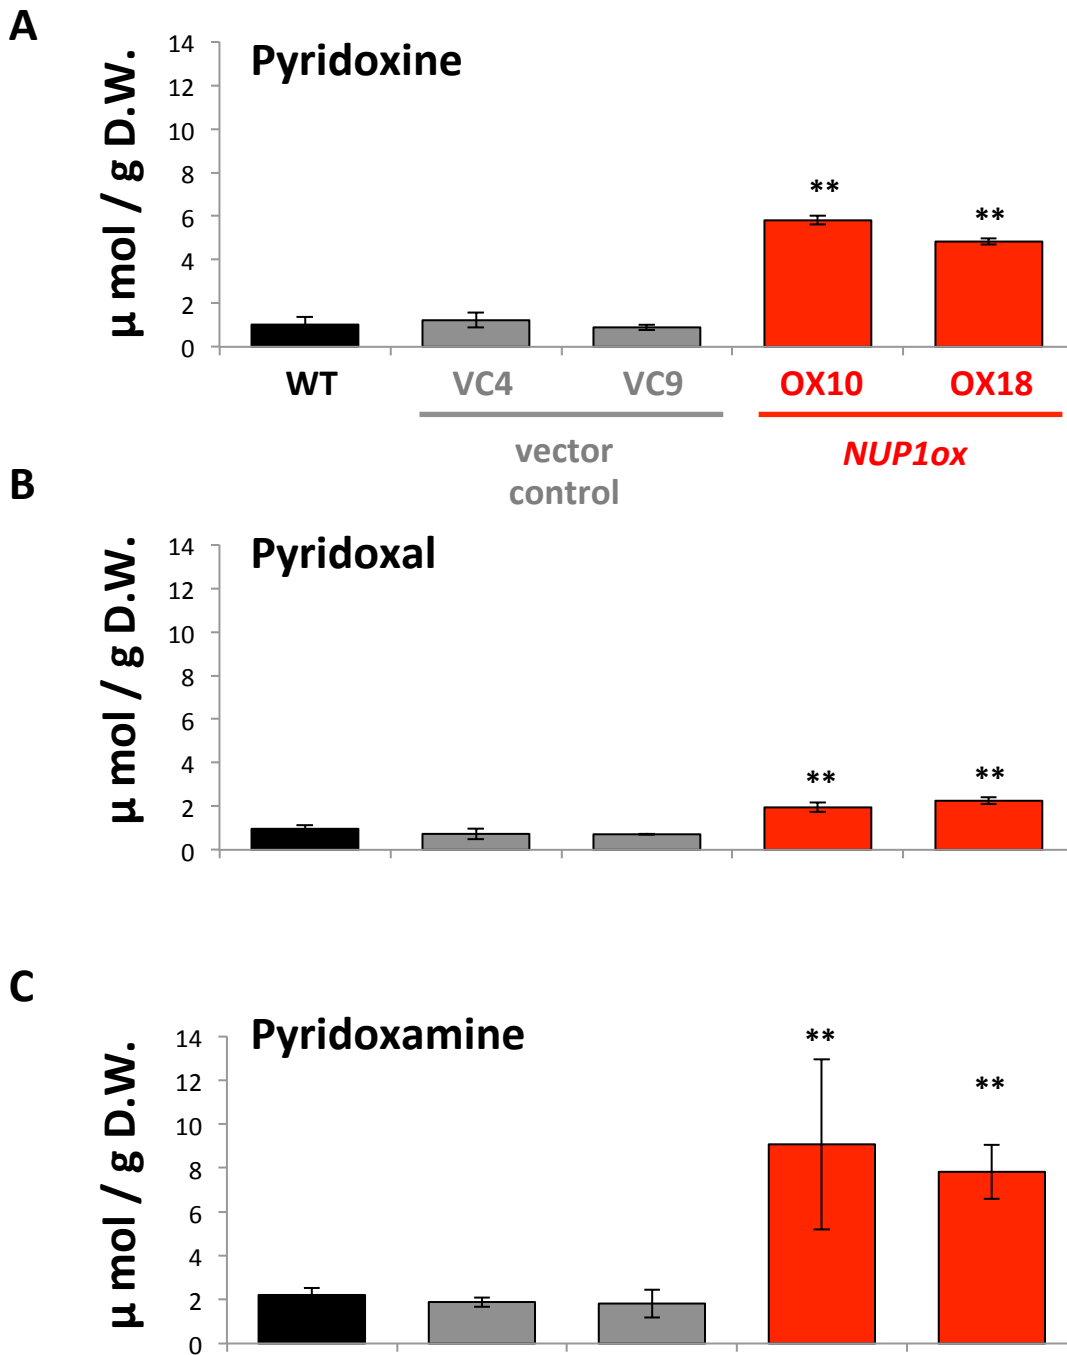 A
Pyridoxine
µ mol / g D.W.
14
12
10
8
6
4
2
0
**
**
WT
VC4
VC9
OX10
OX18
vector
control
NUP1ox
B
Pyridoxal
µ mol / g D.W.
14
12
10
8
6
4
2
0
**
**
C
Pyridoxamine
µ mol / g D.W.
14
12
10
8
6
4
2
0
**
**